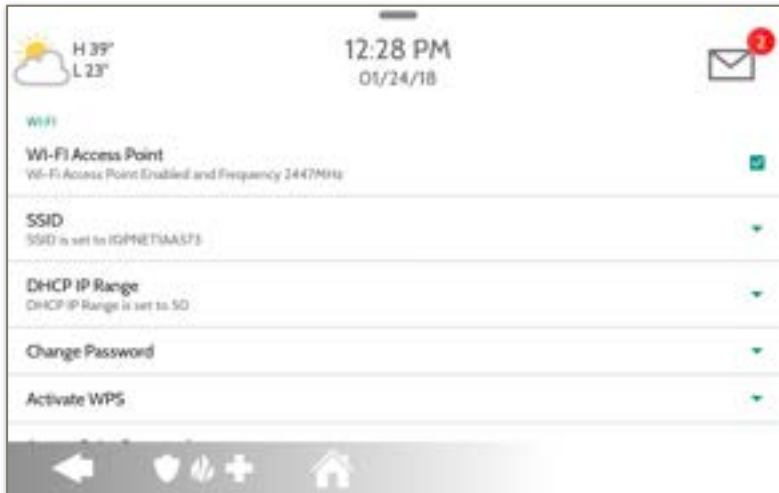 H 39°
L 23°
12:28 PM
01/24/18
2
WI-FI
WI-FI Access Point
Wi-Fi Access Point Enabled and Frequency 2447MHz
SSID
SSID is set to
DHCP IP Range
DHCP IP Range is set to 50
Change Password
Activate WPS